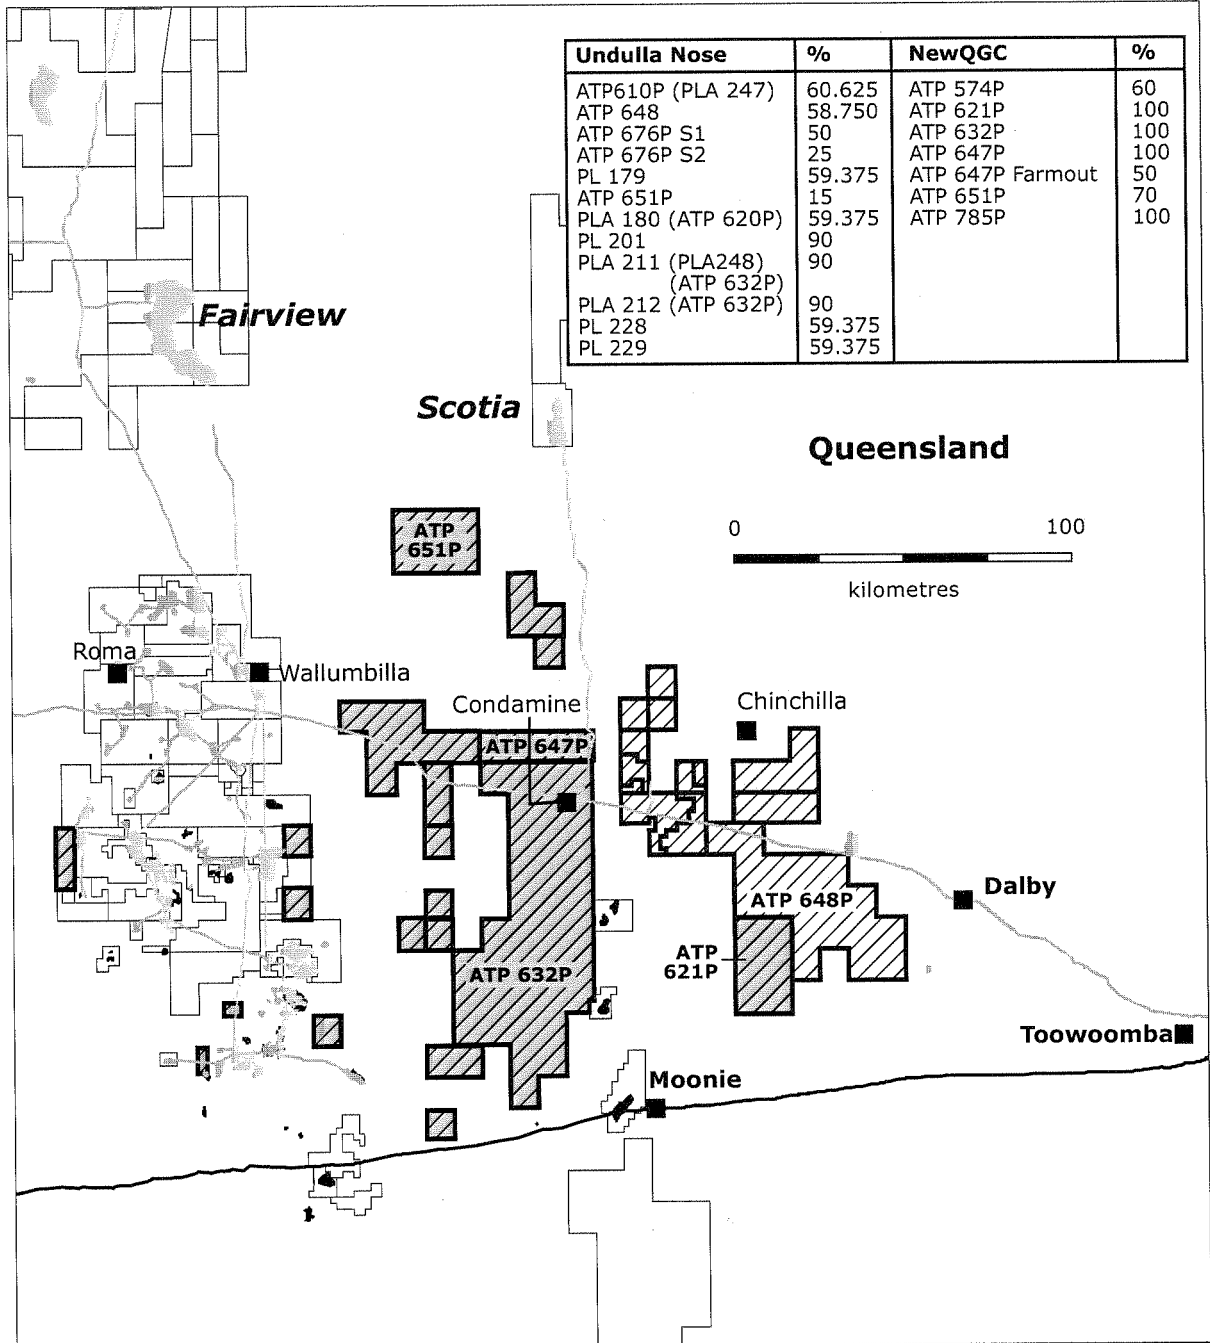 Undulla Nose % NewQGC %
ATP610P (PLA 247) 60.625 ATP 574P 60
ATP 648 58.750 ATP 621P 100
ATP 676P S1 50 ATP 632P 100
ATP 676P S2 25 ATP 647P 100
PL 179 59.375 ATP 647P Farmout 50
ATP 651P 15 ATP 651P 70
PLA 180 (ATP 620P) 59.375 ATP 785P 100
PL 201 90
PLA 211 (PLA248) 90
(ATP 632P)
PLA 212 (ATP 632P) 90
PL 228 59.375
PL 229 59.375
Fairview
Scotia
Queensland
0 100
kilometres
ATP
651P
Roma
Wallumbilla
Condamine
Chinchilla
ATP 647P
Dalby
ATP 648P
ATP
621P
ATP 632P
Toowoomba
Moonie